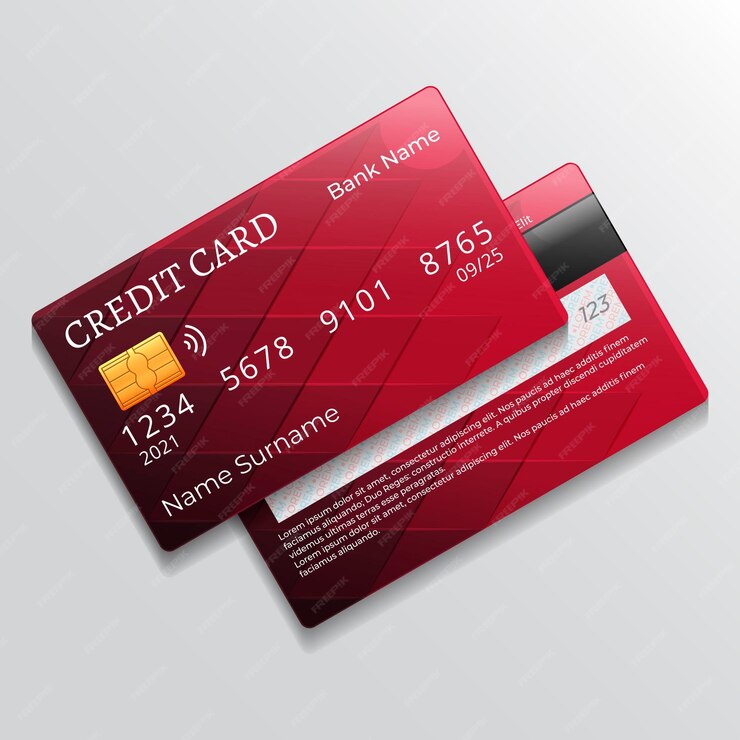 Bank Name
CREDIT CARD
1234 5678 9101 8765
2021
09/25
Name Surname
Elit
123
Lorem ipsum dolor sit amet, consectetur adipiscing elit. Nos paucis ad haec additis finem
faciamus aliquando; Duo Reges: constructio interrete. A quibus propter discendi cupiditatem
videmus ultimas terras esse peragratas.
Lorem ipsum dolor sit amet, consectetur adipiscing elit. Nos paucis ad haec additis finem
faciamus aliquando.